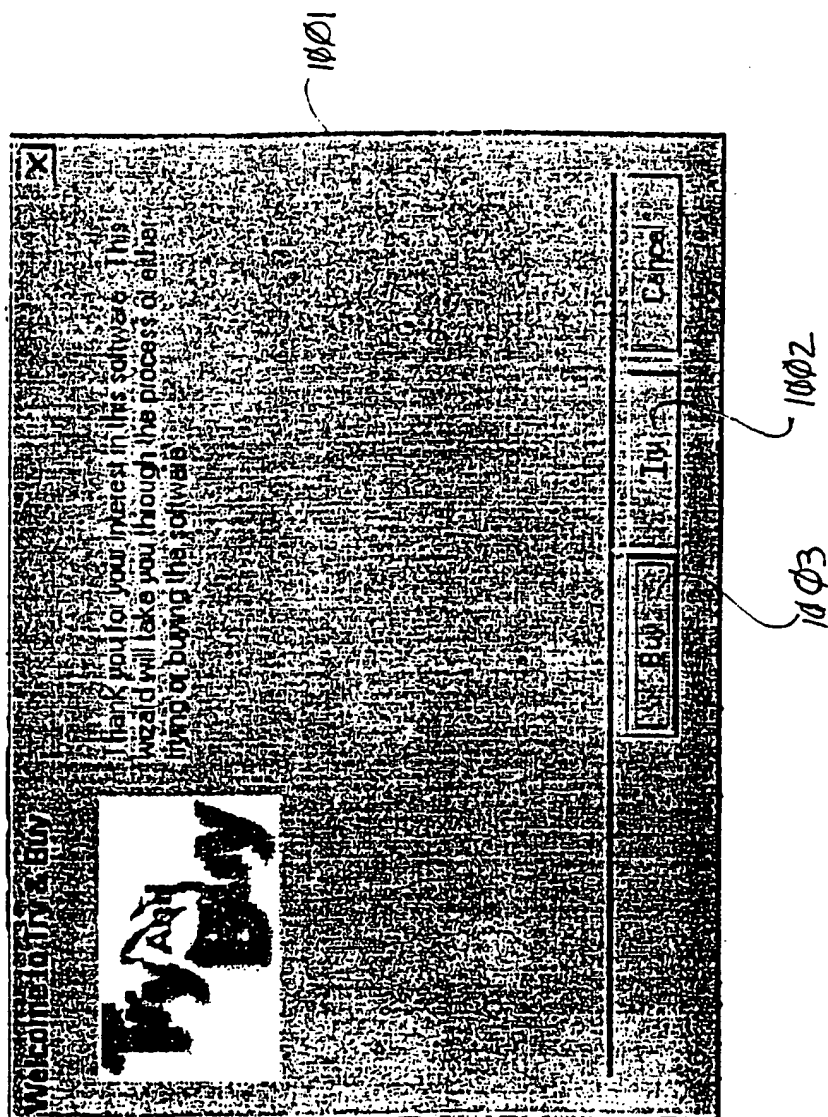 Welcome to Try & Buy
X
TRY
And
BUY
Thank you for your interest in this software. This
wizard will take you through the process of either
trying or buying the software.
Buy
Try
Cancel
1001
1002
1003